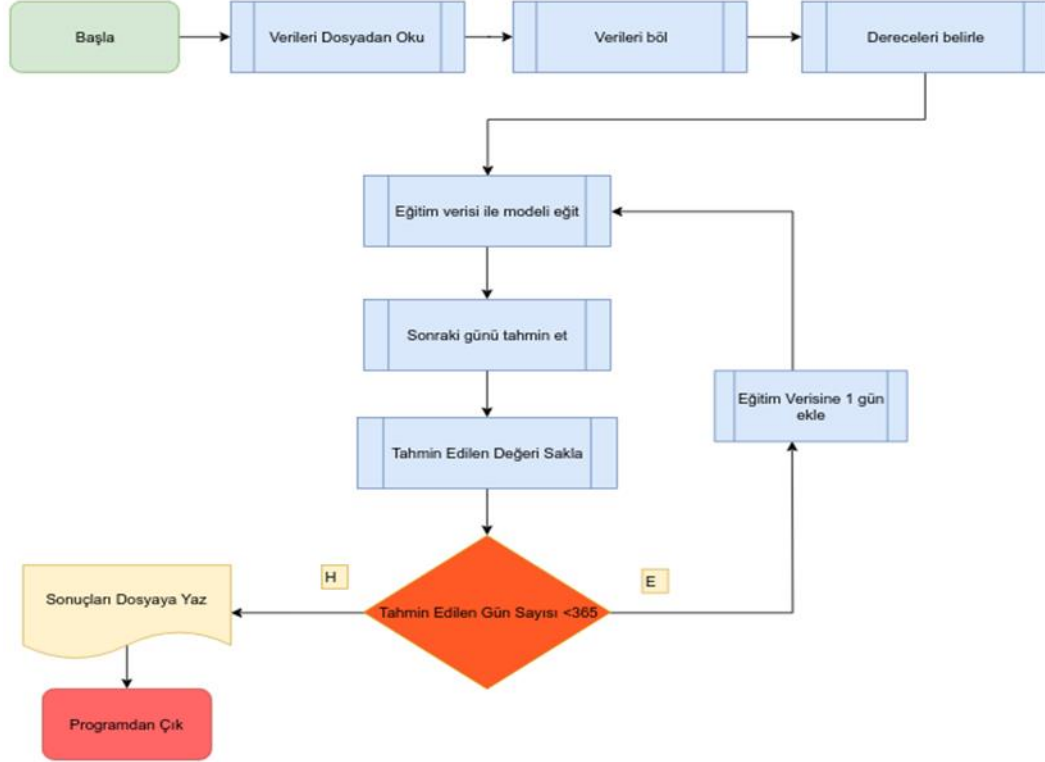 Başla
Verileri Dosyadan Oku
Verileri böl
Dereceleri belirle
Eğitim verisi ile modeli eğit
Sonraki günü tahmin et
Eğitim Verisine 1 gün
ekle
Tahmin Edilen Değeri Sakla
H
E
Sonuçları Dosyaya Yaz
Tahmin Edilen Gün Sayısı <365
Programdan Çık